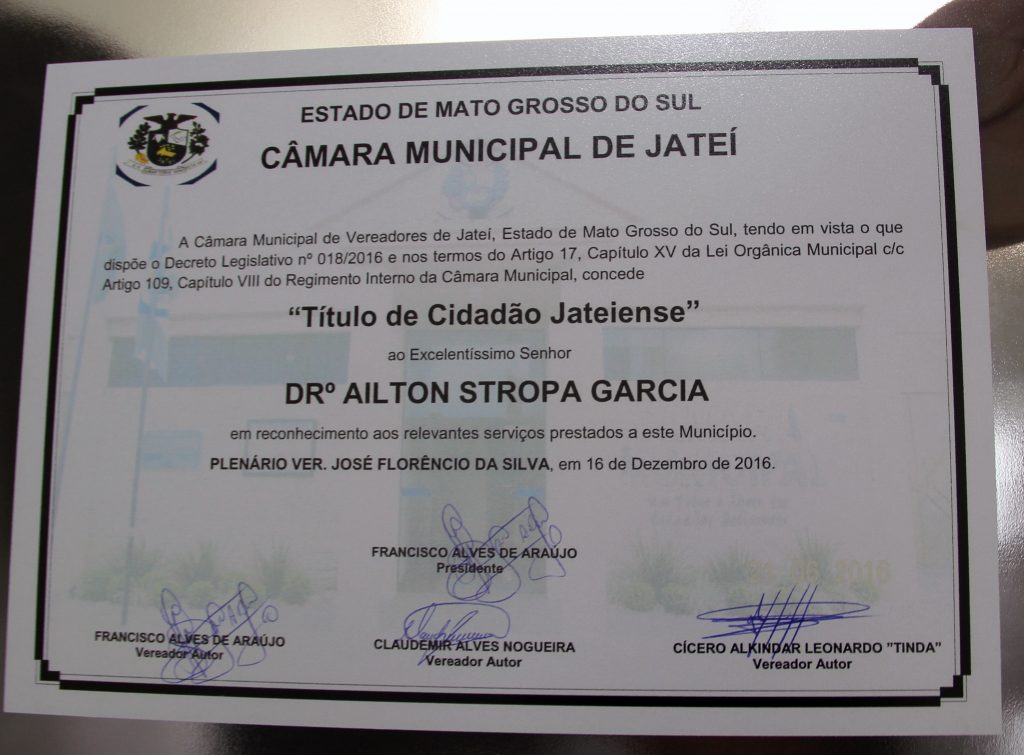 ESTADO DE MATO GROSSO DO SUL
CÂMARA MUNICIPAL DE JATEÍ
A Câmara Municipal de Vereadores de Jateí, Estado de Mato Grosso do Sul, tendo em vista o que
dispõe o Decreto Legislativo nº 018/2016 e nos termos do Artigo 17, Capítulo XV da Lei Orgânica Municipal c/c
Artigo 109, Capítulo VIII do Regimento Interno da Câmara Municipal, concede
“Título de Cidadão Jateiense”
ao Excelentíssimo Senhor
DRº AILTON STROPA GARCIA
em reconhecimento aos relevantes serviços prestados a este Município.
PLENÁRIO VER. JOSÉ FLORÊNCIO DA SILVA, em 16 de Dezembro de 2016.
FRANCISCO ALVES DE ARAÚJO
Presidente
FRANCISCO ALVES DE ARAÚJO
Vereador Autor
CLAUDEMIR ALVES NOGUEIRA
Vereador Autor
CÍCERO ALKINDAR LEONARDO "TINDA"
Vereador Autor